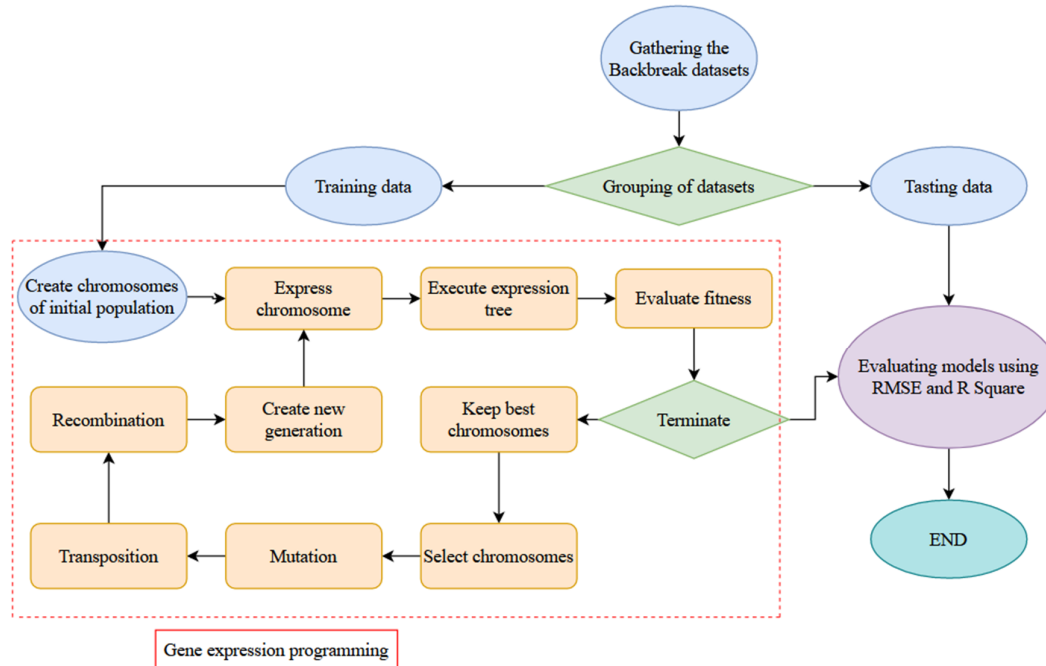 Gathering the
Backbreak datasets
Training data
Grouping of datasets
Tasting data
Create chromosomes
of initial population
Express
chromosome
Execute expression
tree
Evaluate fitness
Recombination
Create new
generation
Keep best
chromosomes
Terminate
Evaluating models using
RMSE and R Square
Transposition
Mutation
Select chromosomes
END
Gene expression programming